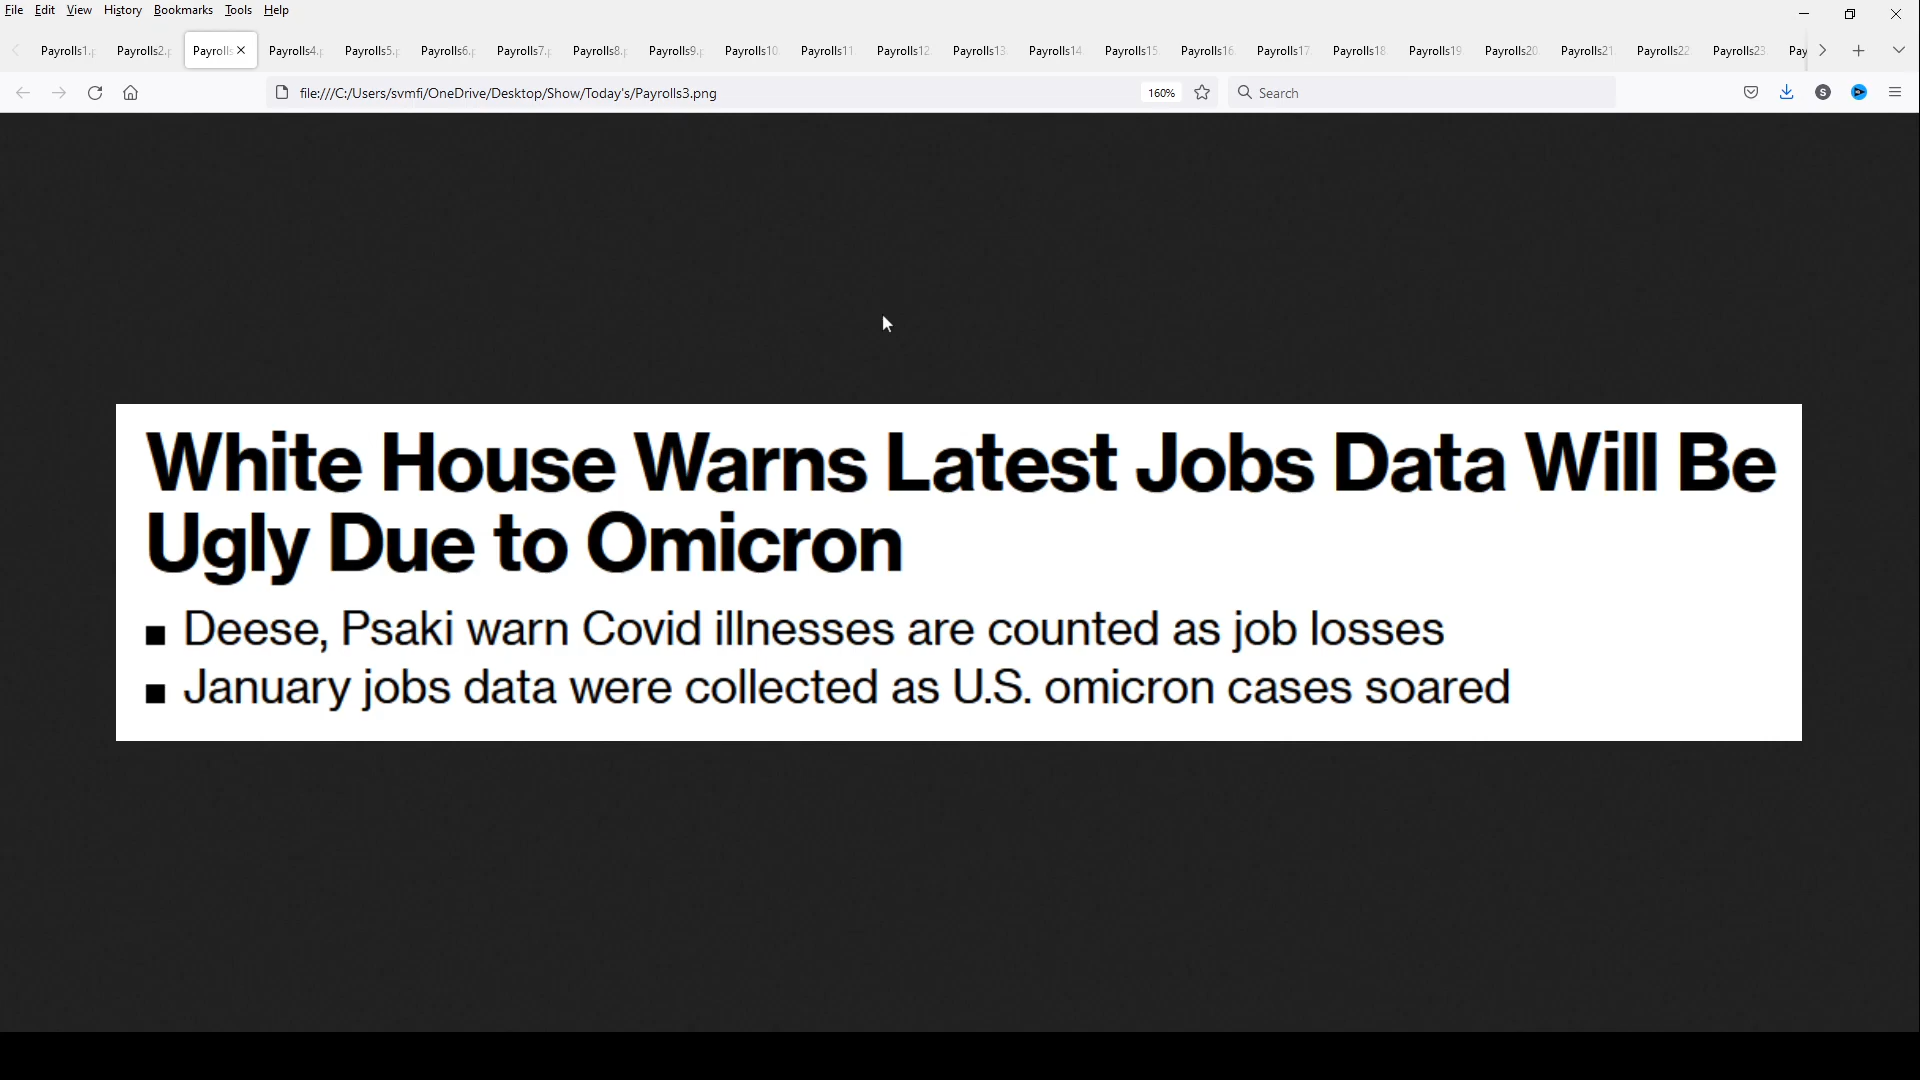 File Edit View History Bookmarks Tools Help
Payrolls1.p Payrolls2.p Payrolls Payrolls4.p Payrolls5.p Payrolls6.p Payrolls7.p Payrolls8.p Payrolls9.p Payrolls10. Payrolls11. Payrolls12. Payrolls13. Payrolls14. Payrolls15. Payrolls16. Payrolls17. Payrolls18. Payrolls19. Payrolls20. Payrolls21. Payrolls22. Payrolls23. Pay
file:///C:/Users/svmfi/OneDrive/Desktop/Show/Today's/Payrolls3.png 160% Search S
White House Warns Latest Jobs Data Will Be
Ugly Due to Omicron
■ Deese, Psaki warn Covid illnesses are counted as job losses
■ January jobs data were collected as U.S. omicron cases soared